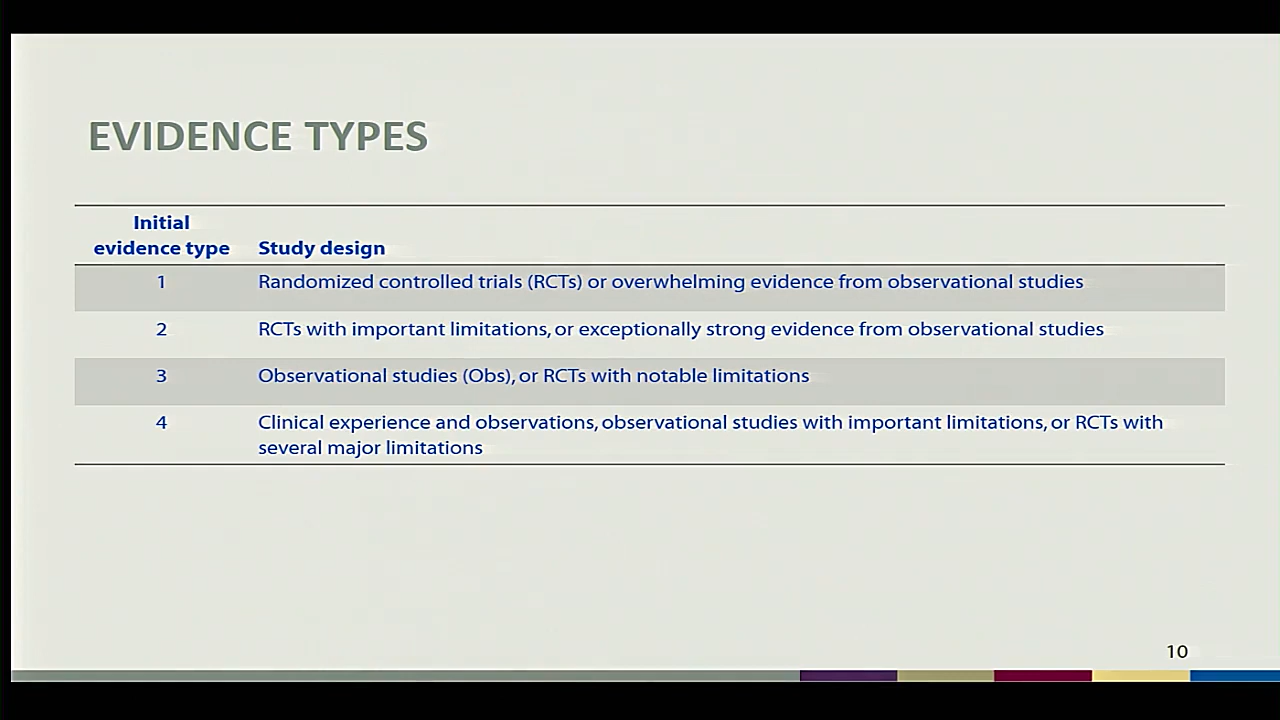 EVIDENCE TYPES
Initial
evidence type
Study design
1
Randomized controlled trials (RCTs) or overwhelming evidence from observational studies
2
RCTs with important limitations, or exceptionally strong evidence from observational studies
3
Observational studies (Obs), or RCTs with notable limitations
4
Clinical experience and observations, observational studies with important limitations, or RCTs with
several major limitations
10